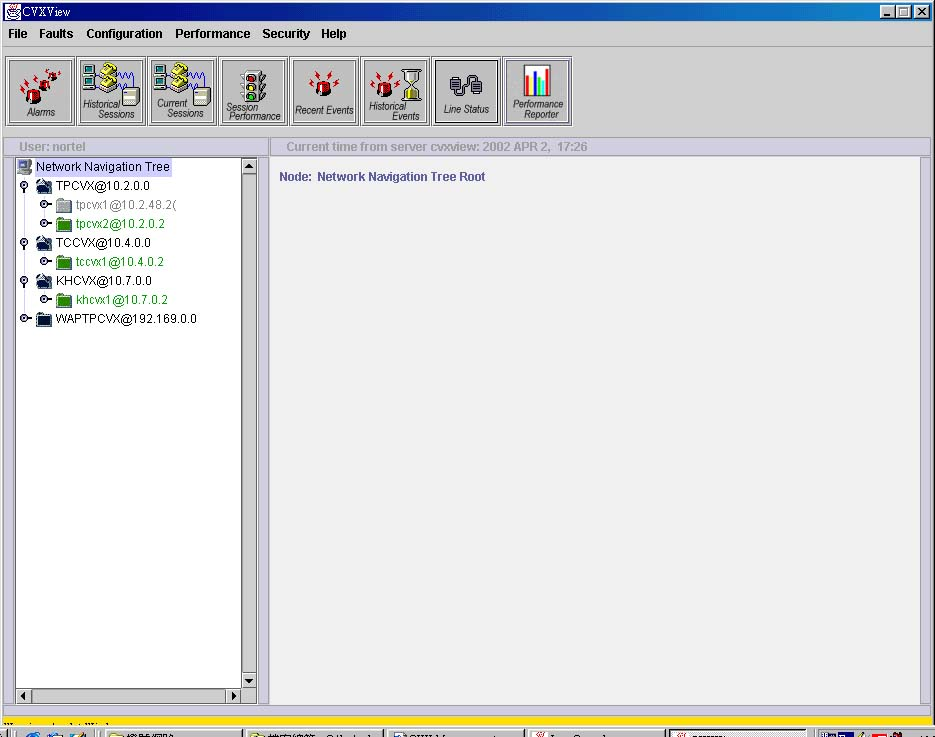 CVXView
File Faults Configuration Performance Security Help
Alarms
Historical Sessions
Current Sessions
Session Performance
Recent Events
Historical Events
Line Status
Performance Reporter
User: nortel
Current time from server cvxview: 2002 APR 2, 17:26
Network Navigation Tree
Node: Network Navigation Tree Root
TPCVX@10.2.0.0
tpcvx1@10.2.48.2(
tpcvx2@10.2.0.2
TCCVX@10.4.0.0
tccvx1@10.4.0.2
KHCVX@10.7.0.0
khcvx1@10.7.0.2
WAPTPCVX@192.169.0.0